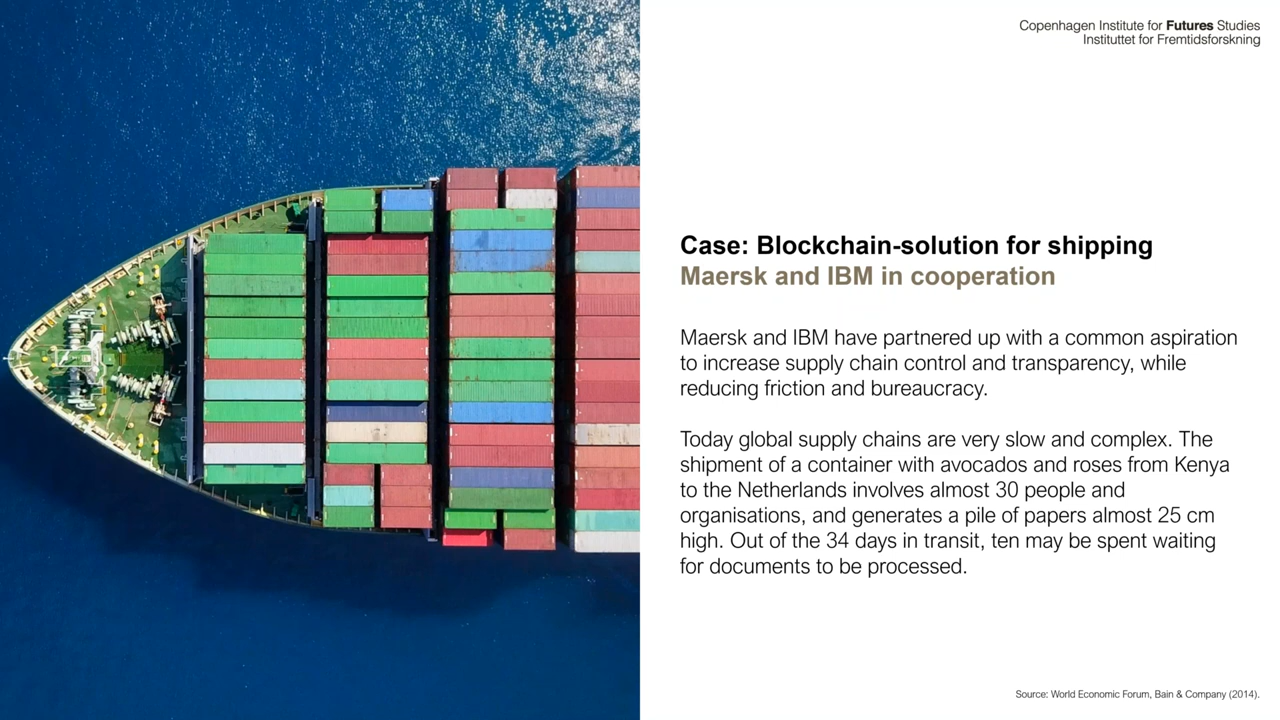 Copenhagen Institute for Futures Studies
Instituttet for Fremtidsforskning
Case: Blockchain-solution for shipping
Maersk and IBM in cooperation
Maersk and IBM have partnered up with a common aspiration
to increase supply chain control and transparency, while
reducing friction and bureaucracy.
Today global supply chains are very slow and complex. The
shipment of a container with avocados and roses from Kenya
to the Netherlands involves almost 30 people and
organisations, and generates a pile of papers almost 25 cm
high. Out of the 34 days in transit, ten may be spent waiting
for documents to be processed.
Source: World Economic Forum, Bain & Company (2014).